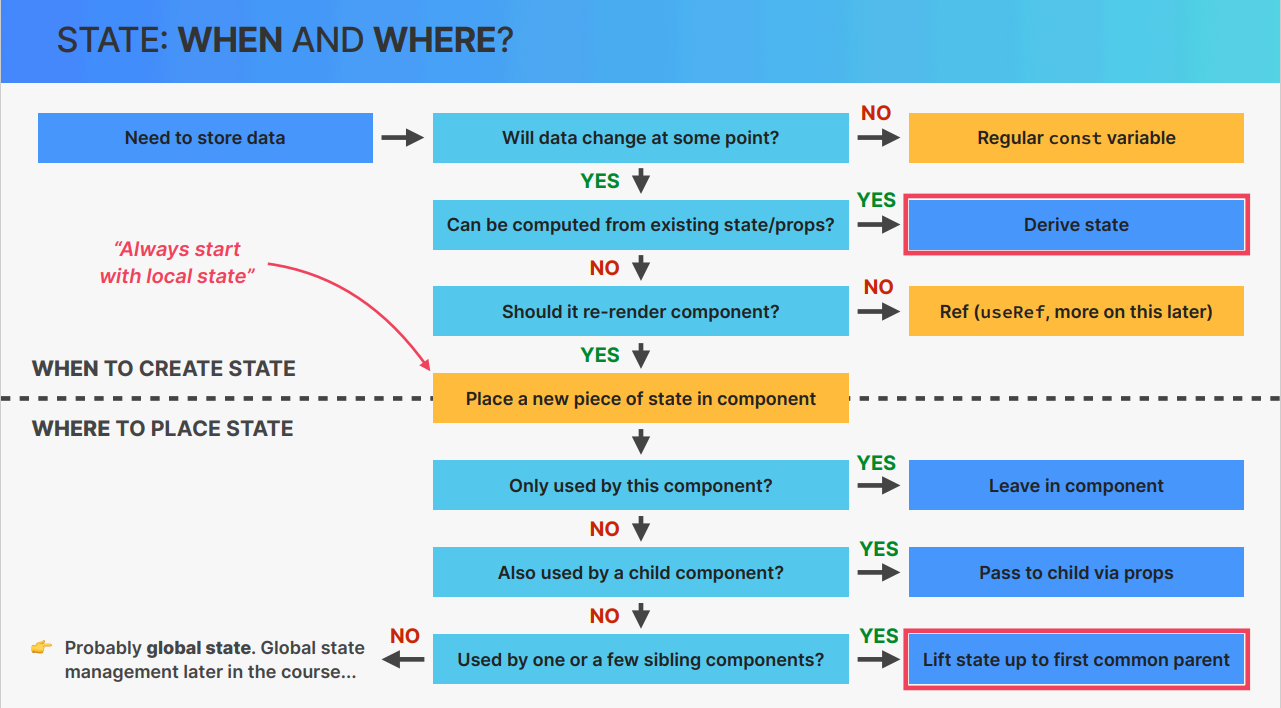 STATE: WHEN AND WHERE?
Need to store data
Will data change at some point?
NO
Regular const variable
YES
Can be computed from existing state/props?
YES
Derive state
“Always start
with local state”
NO
Should it re-render component?
NO
Ref (useRef, more on this later)
YES
WHEN TO CREATE STATE
Place a new piece of state in component
WHERE TO PLACE STATE
Only used by this component?
YES
Leave in component
NO
Also used by a child component?
YES
Pass to child via props
NO
Used by one or a few sibling components?
YES
Lift state up to first common parent
NO
👉 Probably global state. Global state
management later in the course...